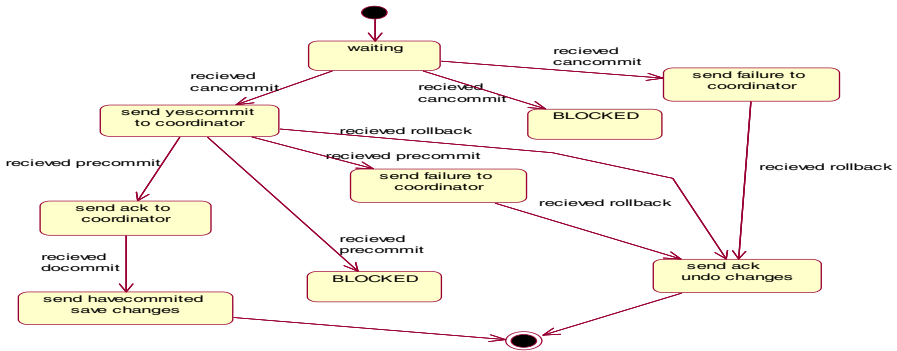 waiting
recieved
cancommit
recieved
cancommit
recieved
cancommit
send failure to
coordinator
send yescommit
to coordinator
BLOCKED
recieved rollback
recieved precommit
recieved precommit
recieved rollback
send failure to
coordinator
send ack to
coordinator
recieved rollback
recieved
precommit
recieved
docommit
send ack
undo changes
BLOCKED
send havecommited
save changes